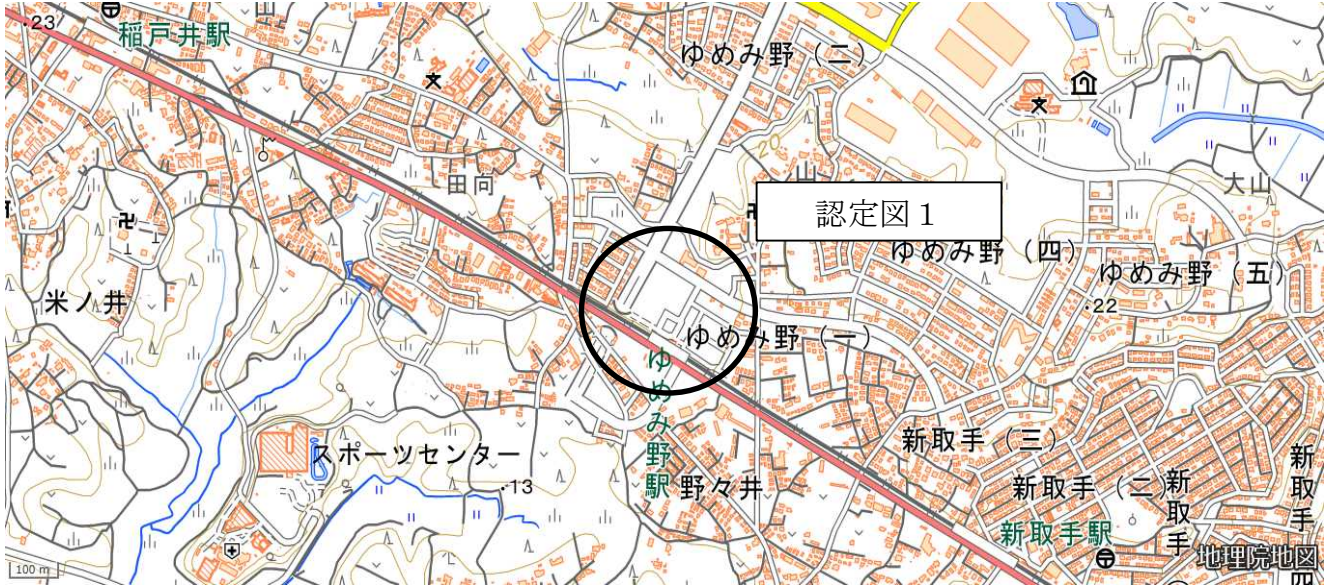 ・23
稲戸井駅
山
ゆめみ野（二）
田向
20
山
認定図１
大山
ゆめみ野（四）
ゆめみ野（五）
米ノ井
・22
ゆめみ野（一）
ゆめみ野駅
スポーツセンター
・13
野々井
新取手（三）
新取手（二）
新取手
新取手
新取手駅
100 m
地理院地図